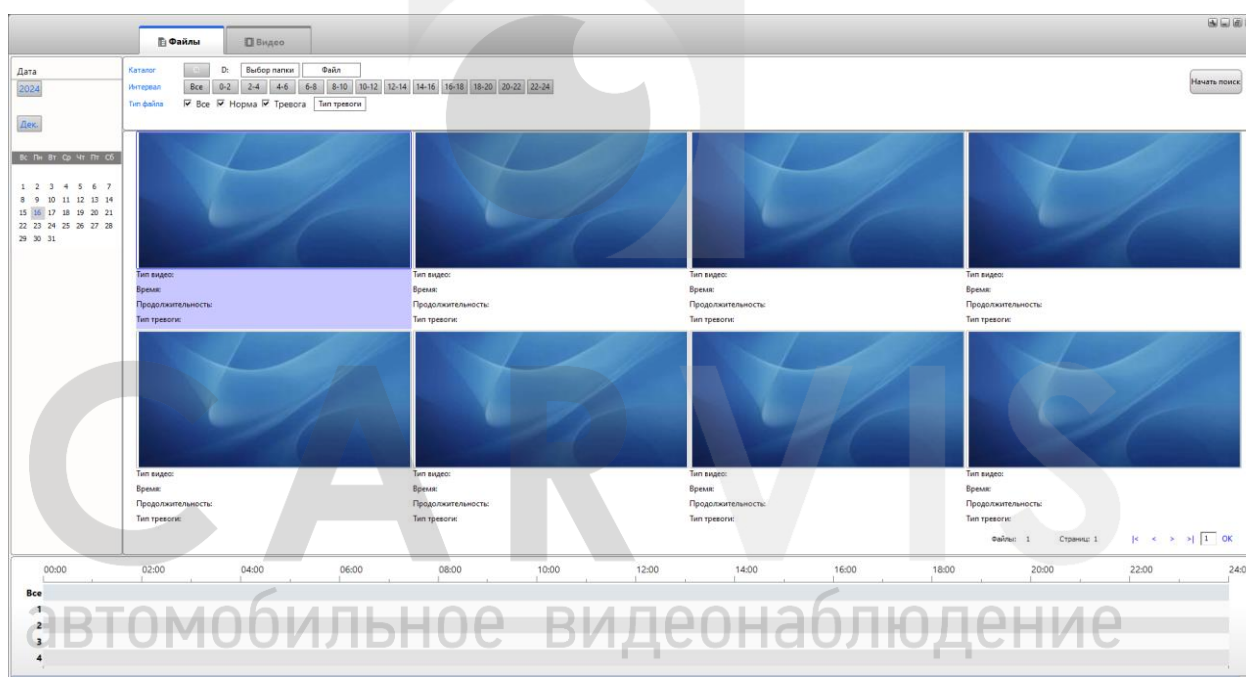 Файлы Видео
Дата
2024
Дек.
Вс Пн Вт Ср Чт Пт Сб
1 2 3 4 5 6 7
8 9 10 11 12 13 14
15 16 17 18 19 20 21
22 23 24 25 26 27 28
29 30 31
Каталог D: Выбор папки Файл
Интервал Все 0-2 2-4 4-6 6-8 8-10 10-12 12-14 14-16 16-18 18-20 20-22 22-24
Тип файла Все Норма Тревога Тип тревоги
Начать поиск
Тип видео: Тип видео: Тип видео: Тип видео:
Время: Время: Время: Время:
Продолжительность: Продолжительность: Продолжительность: Продолжительность:
Тип тревоги: Тип тревоги: Тип тревоги: Тип тревоги:
Тип видео: Тип видео: Тип видео: Тип видео:
Время: Время: Время: Время:
Продолжительность: Продолжительность: Продолжительность: Продолжительность:
Тип тревоги: Тип тревоги: Тип тревоги: Тип тревоги:
Файлы: 1 Страниц: 1 |< < > >| 1 OK
00:00 02:00 04:00 06:00 08:00 10:00 12:00 14:00 16:00 18:00 20:00 22:00 24:0
Все
1
2
3
4
CARVIS
автомобильное видеонаблюдение